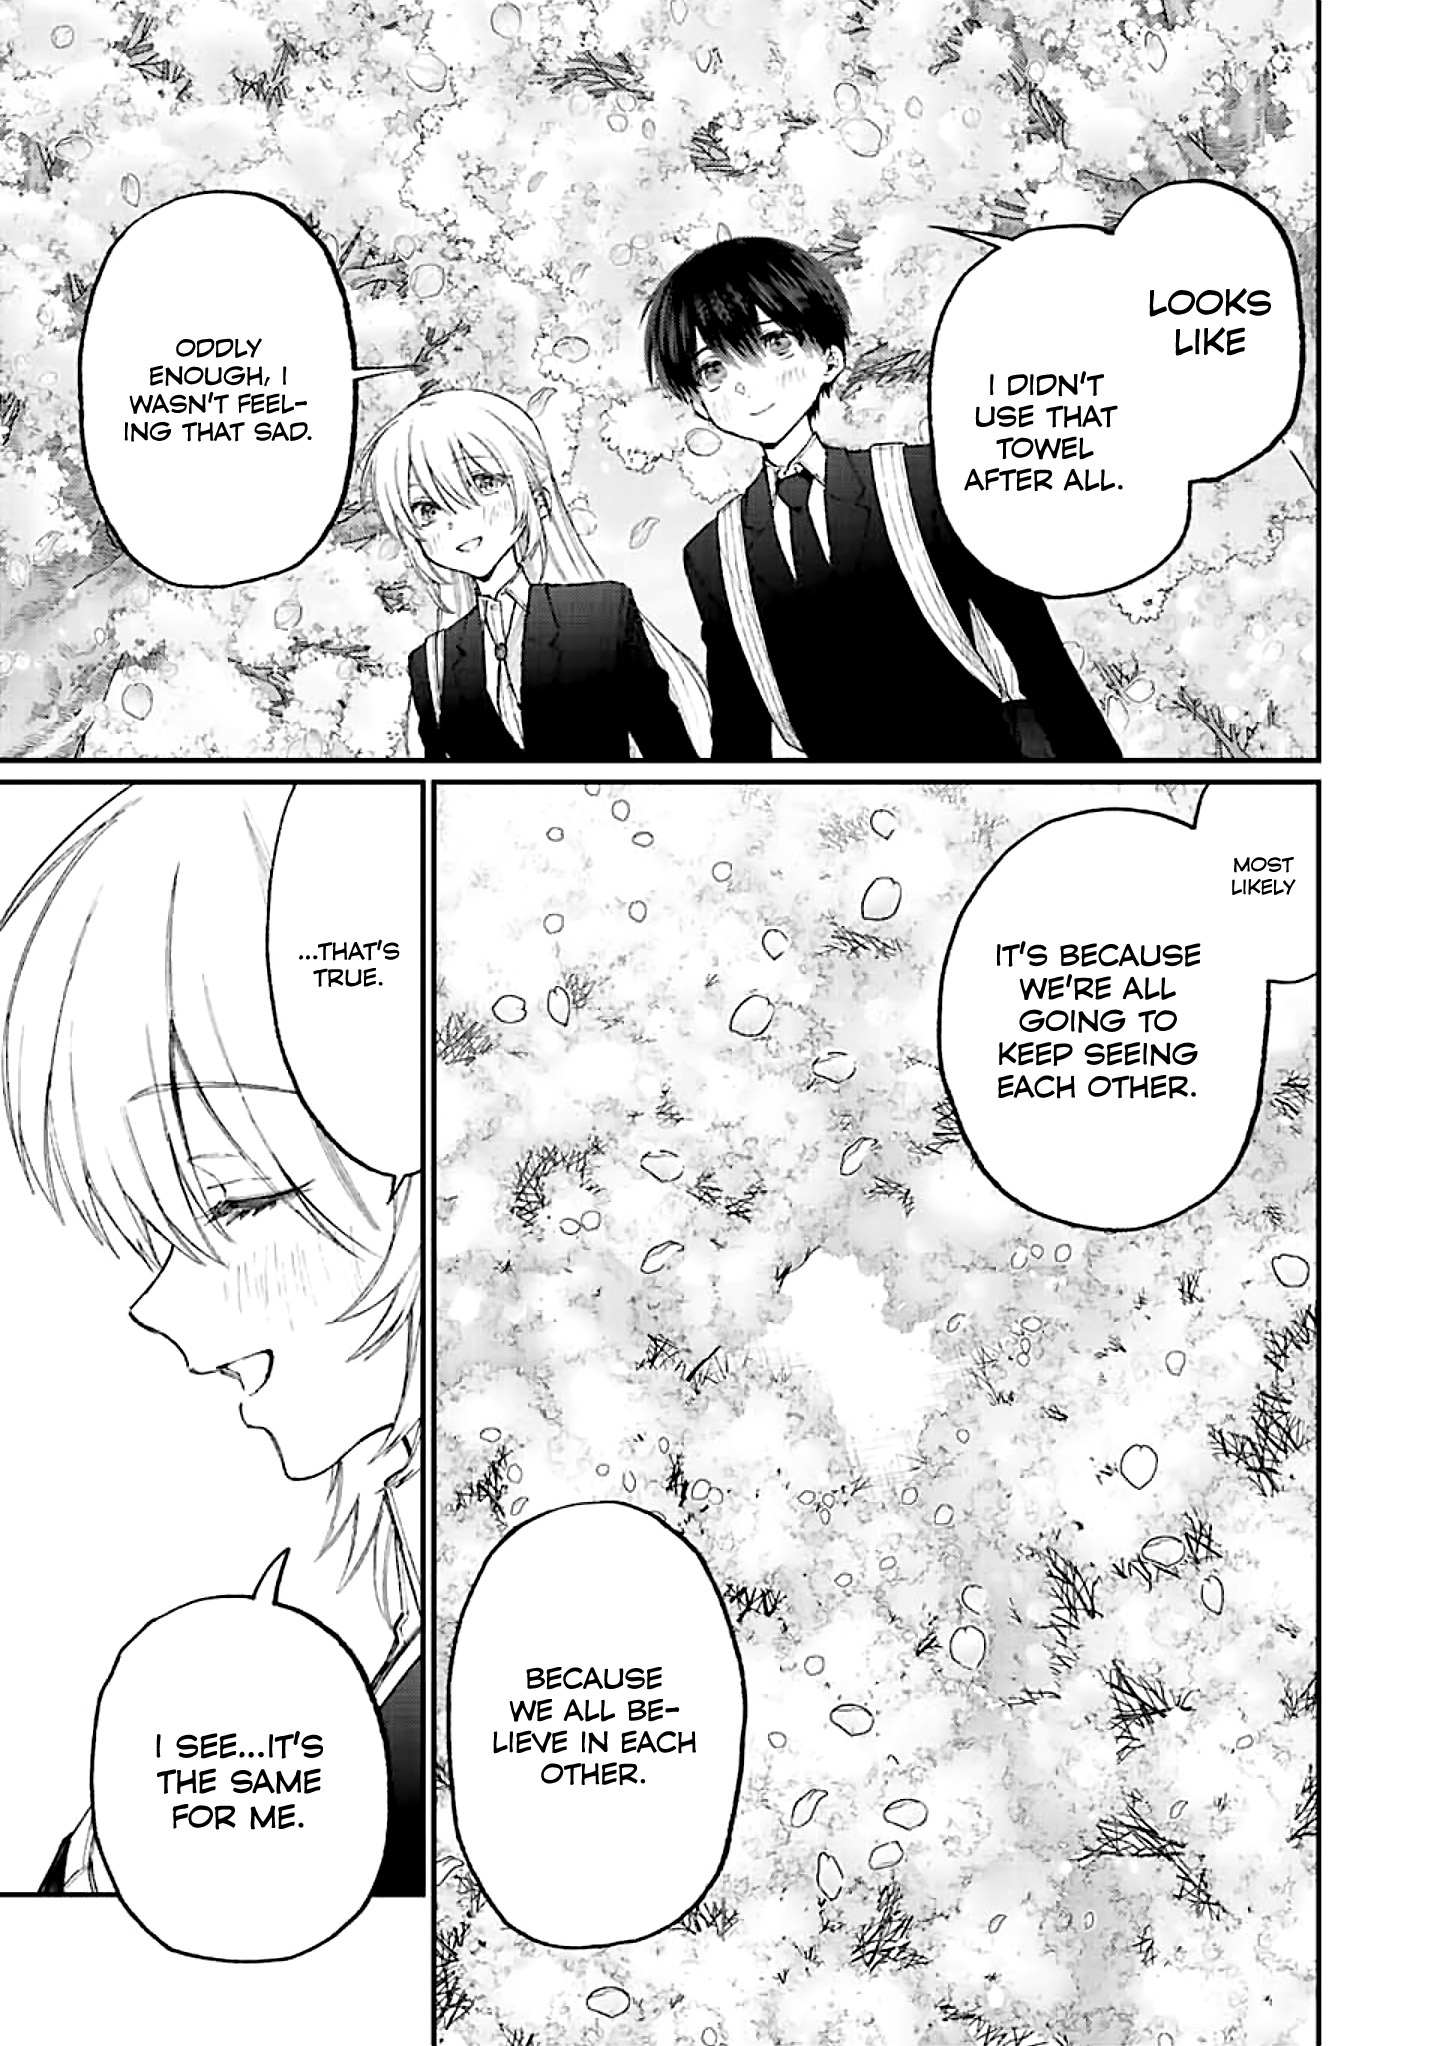 LOOKS
LIKE
I DIDN'T
USE THAT
TOWEL
AFTER ALL.
ODDLY
ENOUGH, I
WASN'T FEEL-
ING THAT SAD.
MOST
LIKELY
IT'S BECAUSE
WE'RE ALL
GOING TO
KEEP SEEING
EACH OTHER.
BECAUSE
WE ALL BE-
LIEVE IN EACH
OTHER.
...THAT'S
TRUE.
I SEE...IT'S
THE SAME
FOR ME.